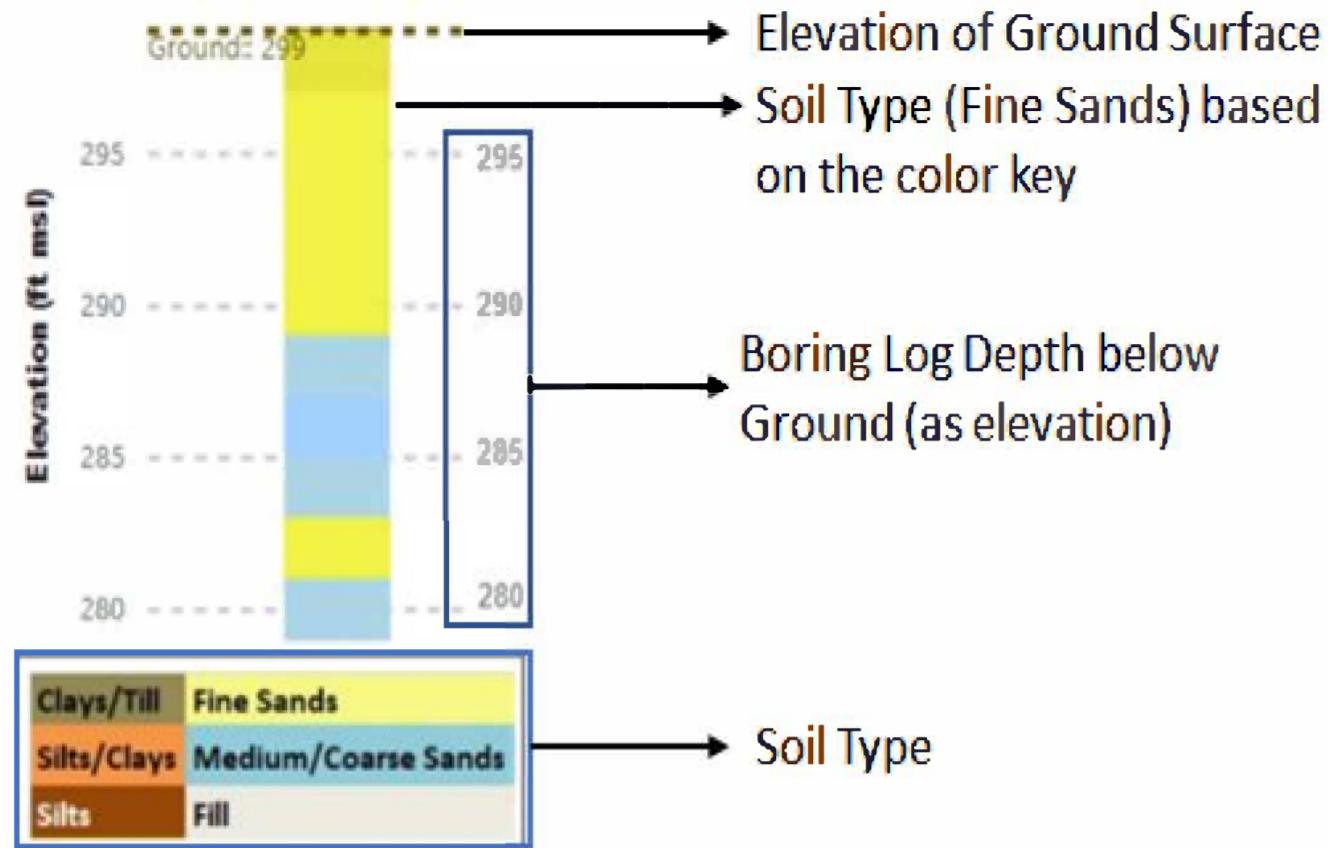 Ground: 299
Elevation of Ground Surface
Soil Type (Fine Sands) based
on the color key
295
295
290
290
Elevation (ft msl)
Boring Log Depth below
Ground (as elevation)
285
285
280
280
Clays/Till Fine Sands
Silts/Clays Medium/Coarse Sands
Silts Fill
Soil Type